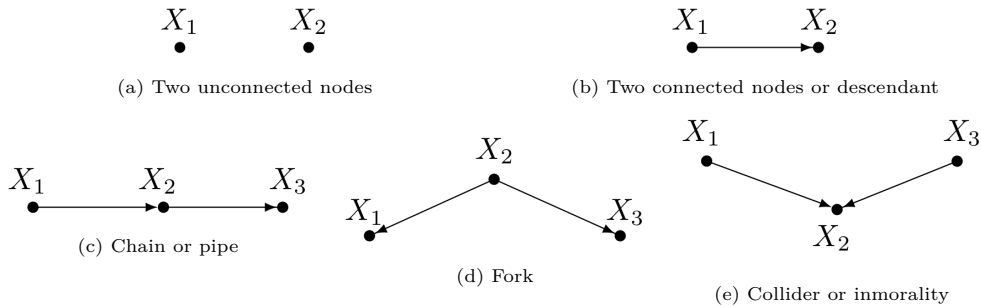 X₁ X₂
(a) Two unconnected nodes
X₁ X₂
(b) Two connected nodes or descendant
X₁ X₂ X₃
(c) Chain or pipe
X₂
X₁ X₃
(d) Fork
X₁ X₃
X₂
(e) Collider or inmorality